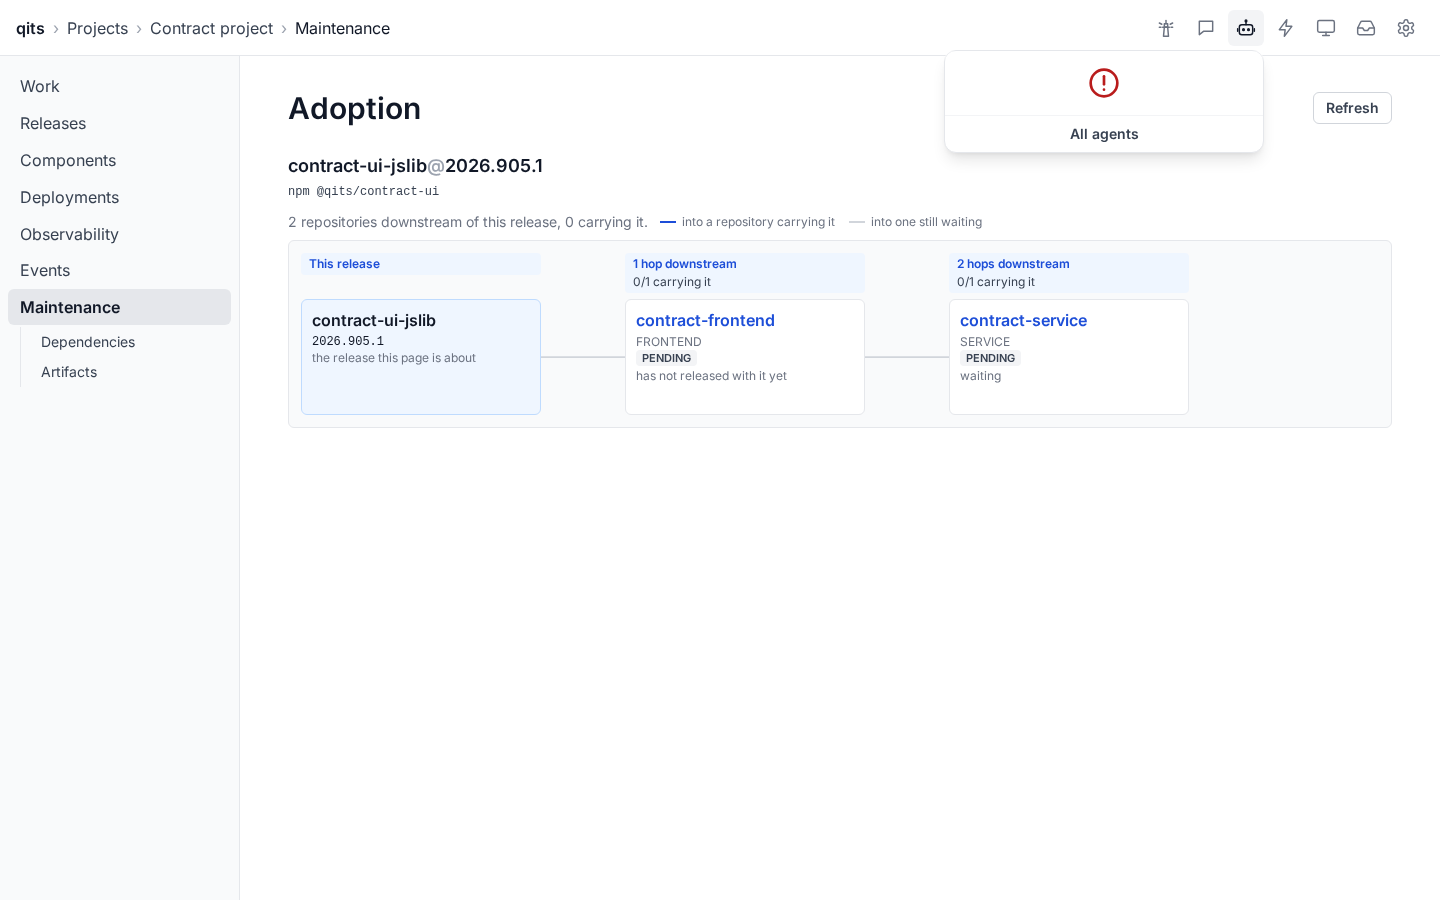 qits › Projects › Contract project › Maintenance
All agents
Work
Releases
Components
Deployments
Observability
Events
Maintenance
Dependencies
Artifacts
Adoption
Refresh
contract-ui-jslib@2026.905.1
npm @qits/contract-ui
2 repositories downstream of this release, 0 carrying it. into a repository carrying it into one still waiting
This release
contract-ui-jslib
2026.905.1
the release this page is about
1 hop downstream
0/1 carrying it
contract-frontend
FRONTEND
PENDING
has not released with it yet
2 hops downstream
0/1 carrying it
contract-service
SERVICE
PENDING
waiting